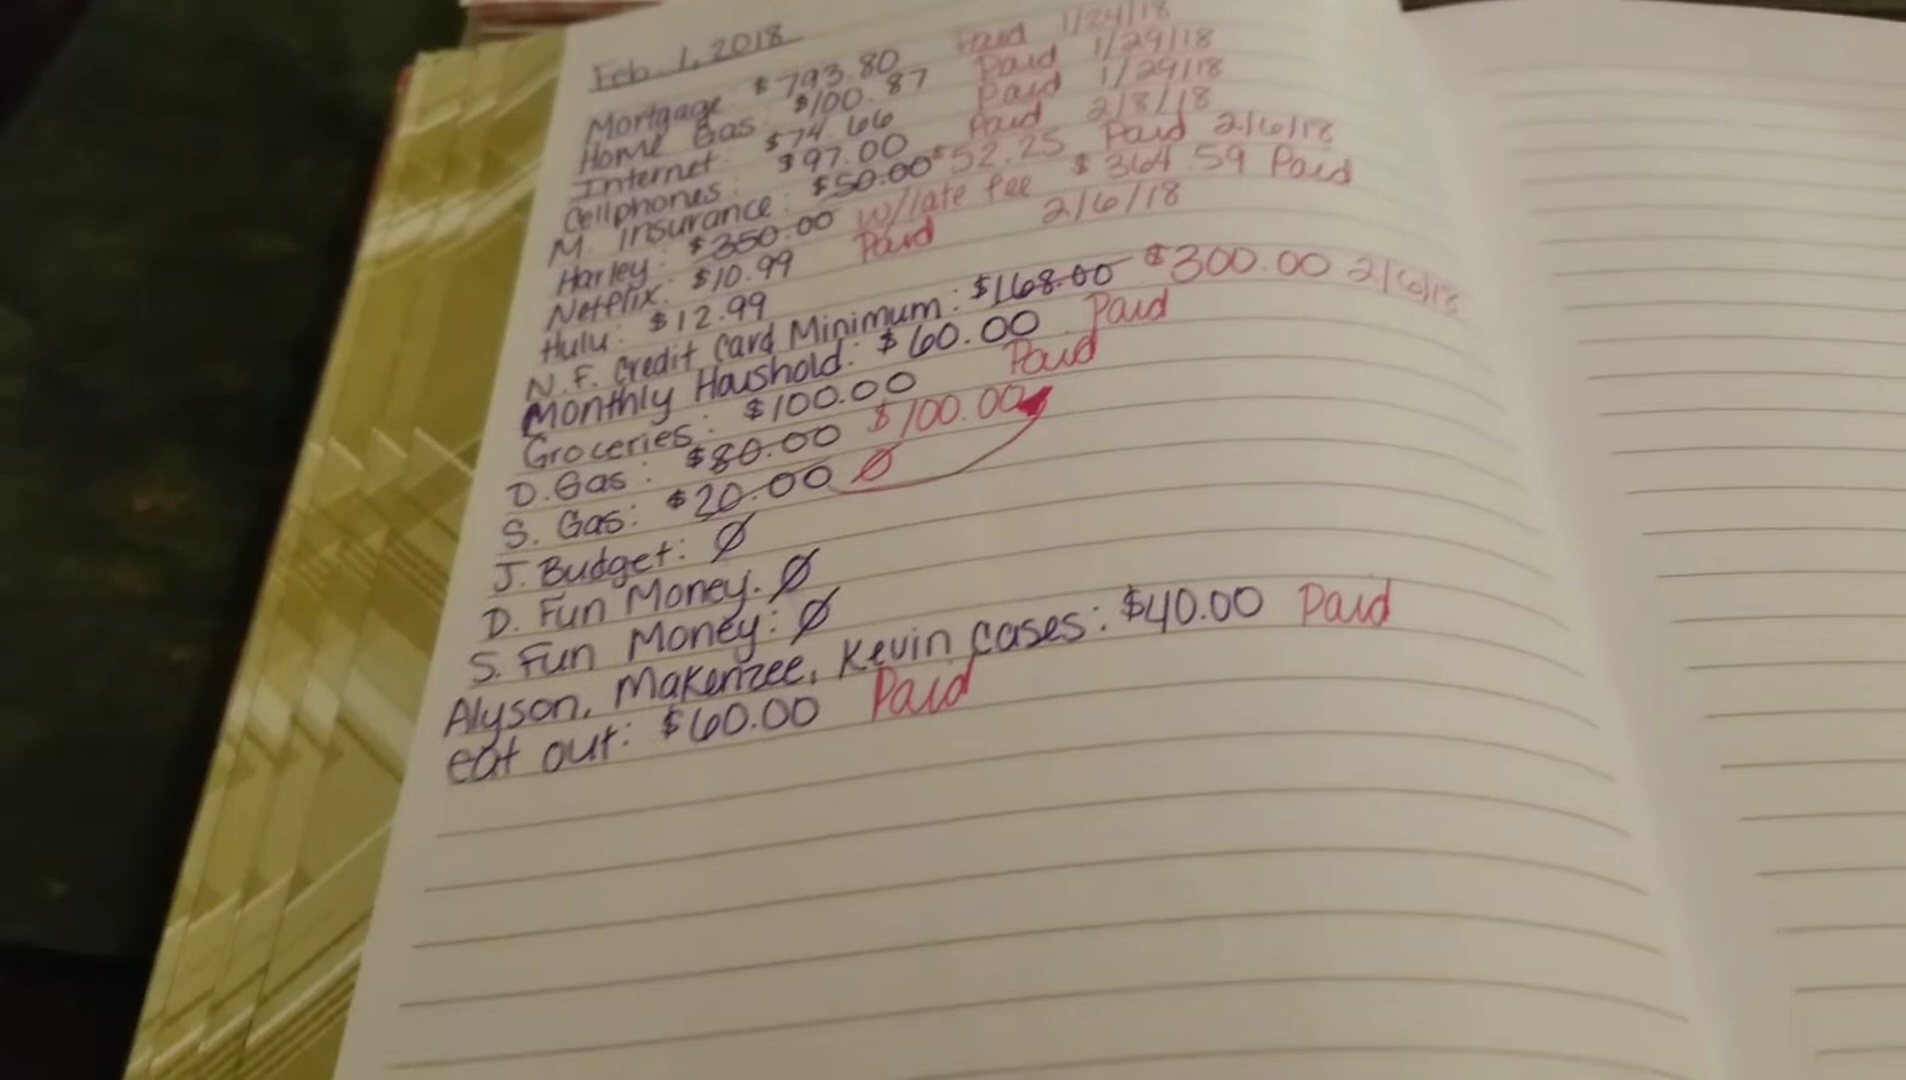 Feb. 1, 2018
Mortgage $793.80 Paid 1/24/18
Home Gas: $100.87 Paid 1/29/18
Internet: $74.66 Paid 1/29/18
Cellphones: $97.00 Paid 2/8/18
M. Insurance: $50.00 $52.25 Paid 2/6/18
Harley: $350.00 w/late fee $364.59 Paid
Netflix: $10.99 Paid 2/6/18
Hulu: $12.99
N.F. Credit Card Minimum: $168.00 $300.00 2/6/18
Monthly Houshold: $60.00 Paid
Groceries: $100.00 Paid
D. Gas: $80.00 $100.00
S. Gas: $20.00 Ø
J. Budget: Ø
D. Fun Money: Ø
S. Fun Money: Ø
Alyson, Makenzee, Kevin cases: $40.00 Paid
eat out: $60.00 Paid